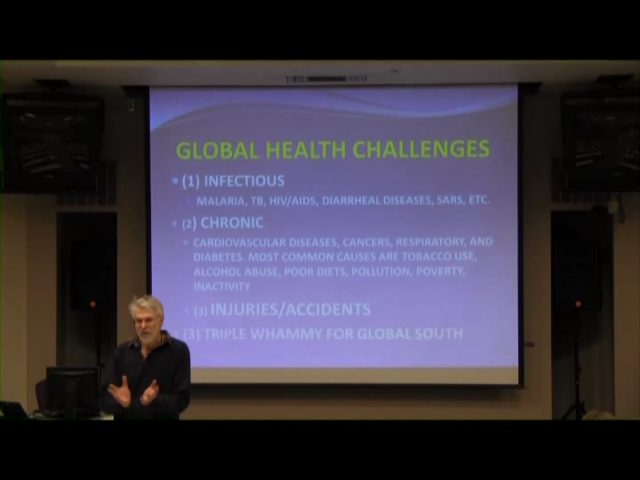 GLOBAL HEALTH CHALLENGES
(1) INFECTIOUS
MALARIA, TB, HIV/AIDS, DIARRHEAL DISEASES, SARS, ETC.
(2) CHRONIC
CARDIOVASCULAR DISEASES, CANCERS, RESPIRATORY, AND
DIABETES. MOST COMMON CAUSES ARE TOBACCO USE,
ALCOHOL ABUSE, POOR DIETS, POLLUTION, POVERTY,
INACTIVITY
(3) INJURIES/ACCIDENTS
(3) TRIPLE WHAMMY FOR GLOBAL SOUTH